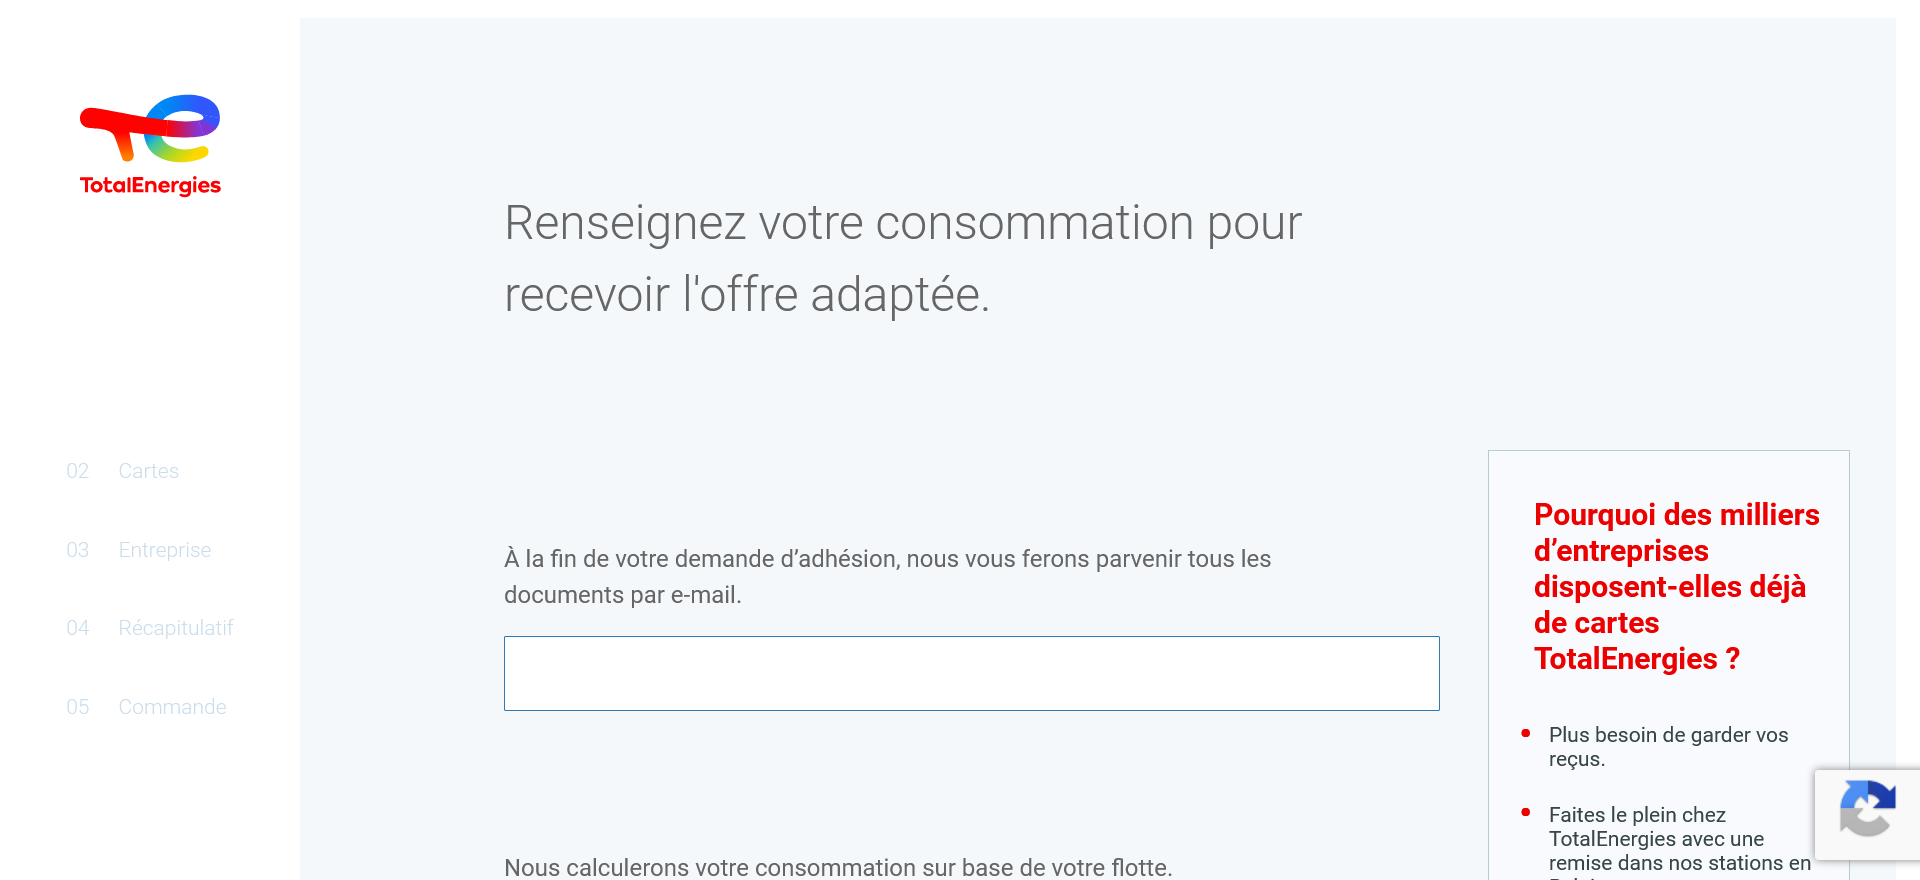 TotalEnergies
02 Cartes
03 Entreprise
04 Récapitulatif
05 Commande
Renseignez votre consommation pour
recevoir l'offre adaptée.
À la fin de votre demande d’adhésion, nous vous ferons parvenir tous les
documents par e-mail.
Nous calculerons votre consommation sur base de votre flotte.
Pourquoi des milliers
d’entreprises
disposent-elles déjà
de cartes
TotalEnergies ?
Plus besoin de garder vos
reçus.
Faites le plein chez
TotalEnergies avec une
remise dans nos stations en